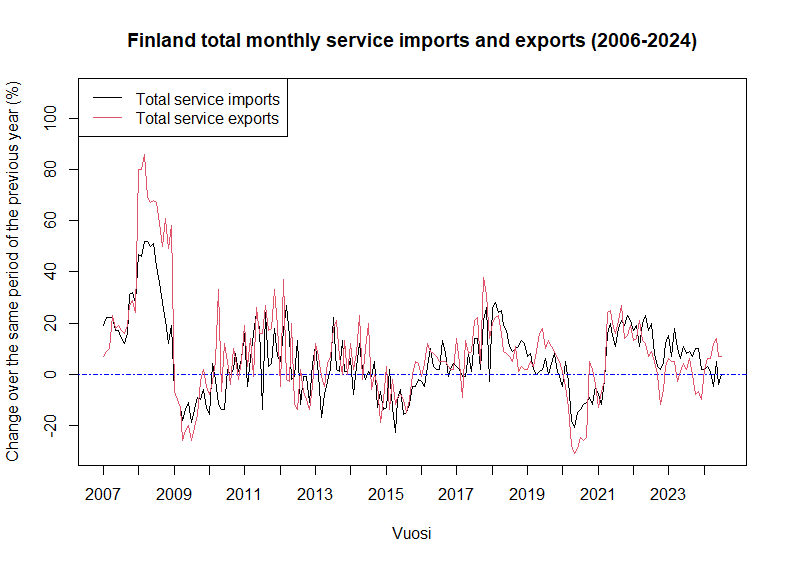 Finland total monthly service imports and exports (2006-2024)
Total service imports
Total service exports
Change over the same period of the previous year (%)
100
80
60
40
20
0
-20
2007 2009 2011 2013 2015 2017 2019 2021 2023
Vuosi